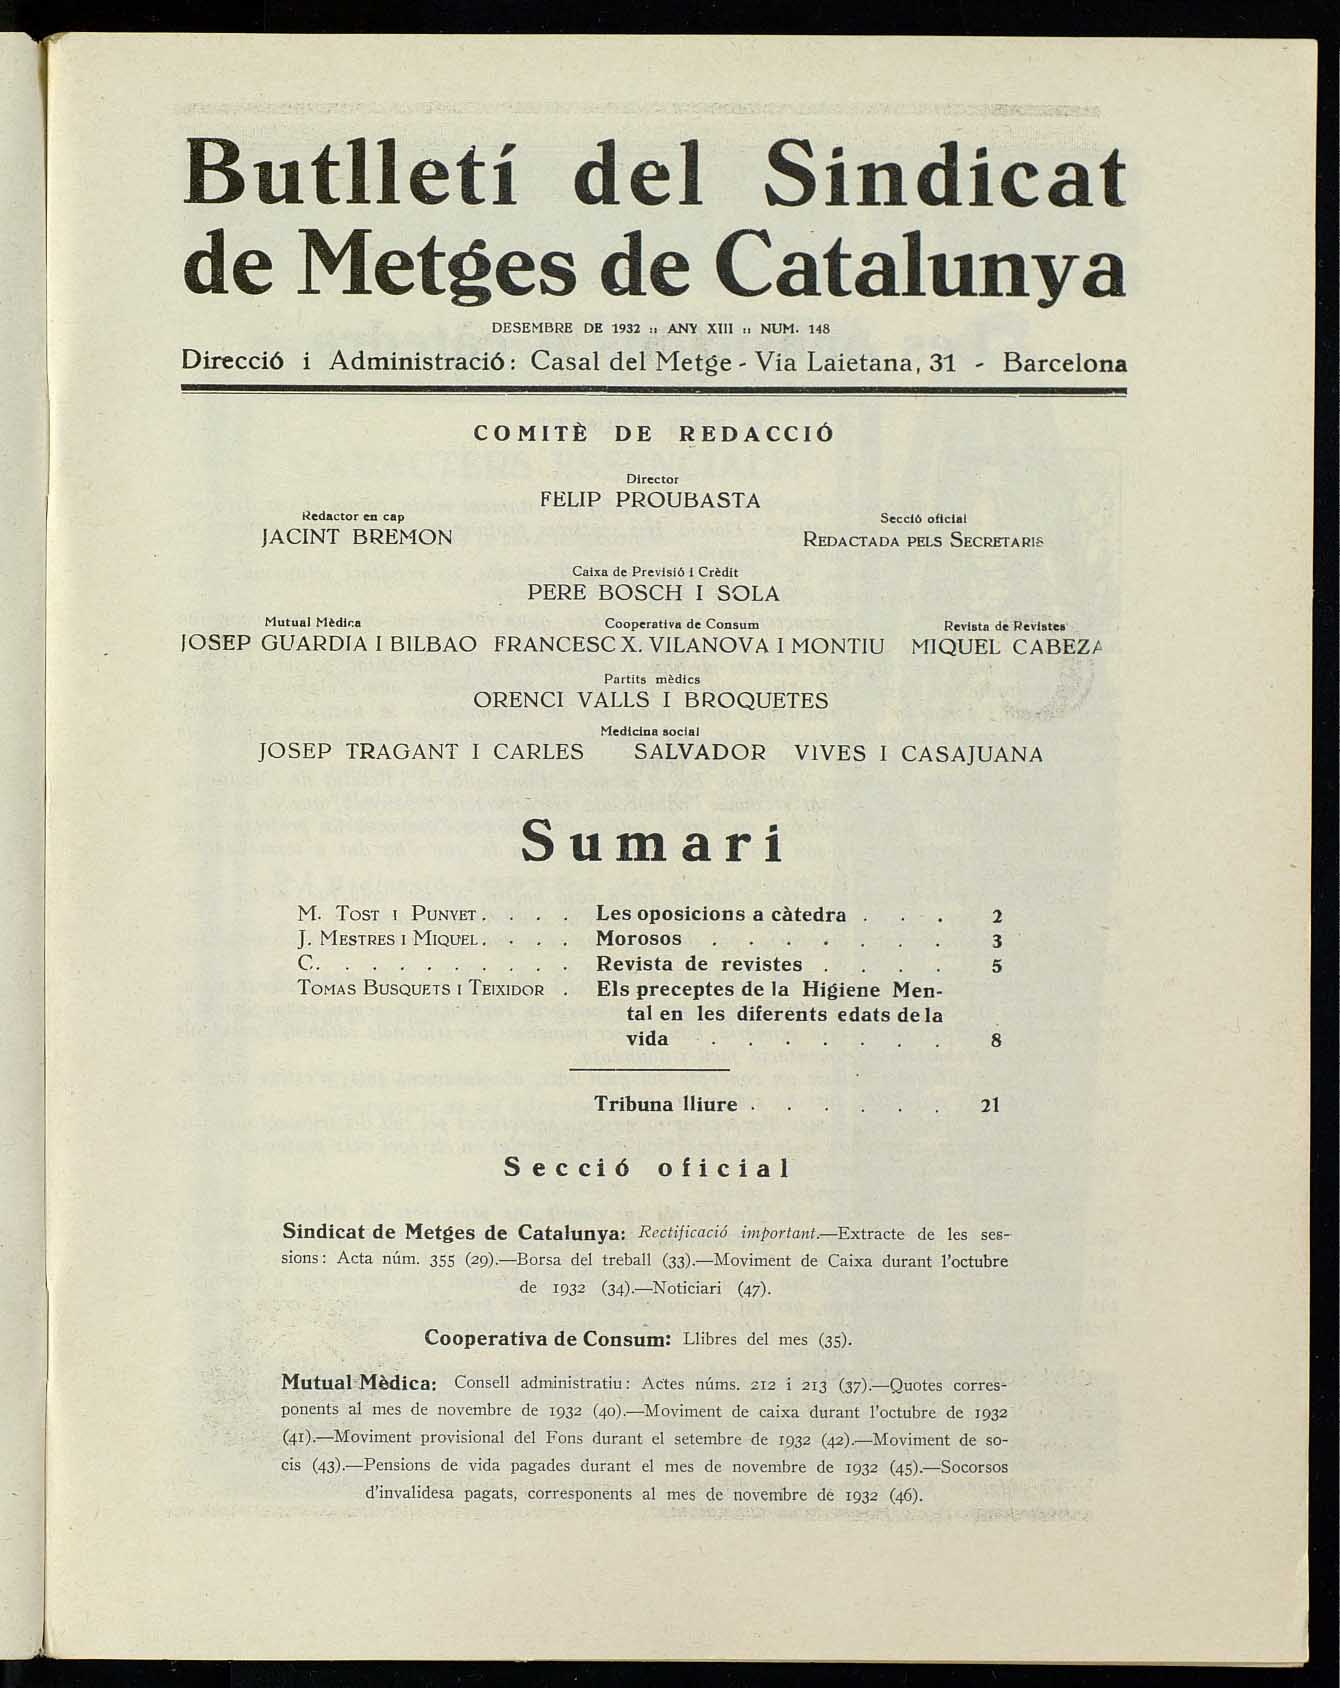 Butlletí del Sindicat
de Metges de Catalunya
DESEMBRE DE 1932 :: ANY XIII :: NUM. 148
Direcció i Administració: Casal del Metge - Via Laietana, 31 - Barcelona
COMITÈ DE REDACCIÓ
Director
FELIP PROUBASTA
Redactor en cap
JACINT BREMON
Secció oficial
REDACTADA PELS SECRETARIS
Caixa de Previsió i Crèdit
PERE BOSCH I SOLA
Mutual Mèdica
JOSEP GUARDIA I BILBAO
Cooperativa de Consum
FRANCESC X. VILANOVA I MONTIU
Revista de Revistes
MIQUEL CABEZA
Partits mèdics
ORENCI VALLS I BROQUETES
Medicina social
JOSEP TRAGANT I CARLES SALVADOR VIVES I CASAJUANA
Sumari
M. TOST I PUNYET. . . . Les oposicions a càtedra . . . 2
J. MESTRES I MIQUEL. . . . Morosos . . . . . . . 3
C. . . . . . . . . . . Revista de revistes . . . . 5
TOMAS BUSQUETS I TEIXIDOR . Els preceptes de la Higiene Men-
tal en les diferents edats de la
vida . . . . . . . 8
Tribuna lliure . . . . . . 21
Secció oficial
Sindicat de Metges de Catalunya: Rectificació important.—Extracte de les ses-
sions: Acta núm. 355 (29).—Borsa del treball (33).—Moviment de Caixa durant l'octubre
de 1932 (34).—Noticiari (47).
Cooperativa de Consum: Llibres del mes (35).
Mutual Mèdica: Consell administratiu: Actes núms. 212 i 213 (37).—Quotes corres-
ponents al mes de novembre de 1932 (40).—Moviment de caixa durant l'octubre de 1932
(41).—Moviment provisional del Fons durant el setembre de 1932 (42).—Moviment de so-
cis (43).—Pensions de vida pagades durant el mes de novembre de 1932 (45).—Socorsos
d'invalidesa pagats, corresponents al mes de novembre de 1932 (46).